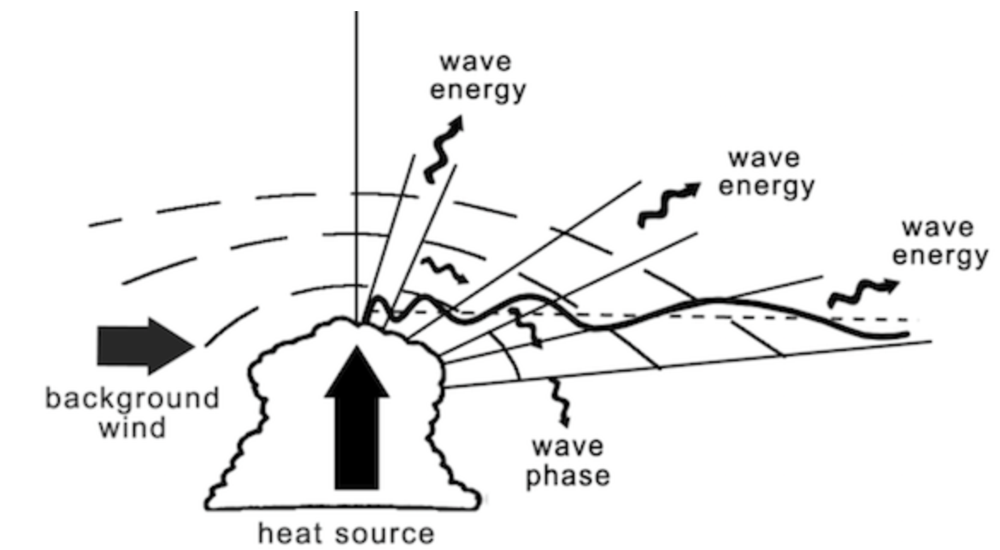 wave
energy
wave
energy
wave
energy
background
wind
wave
phase
heat source